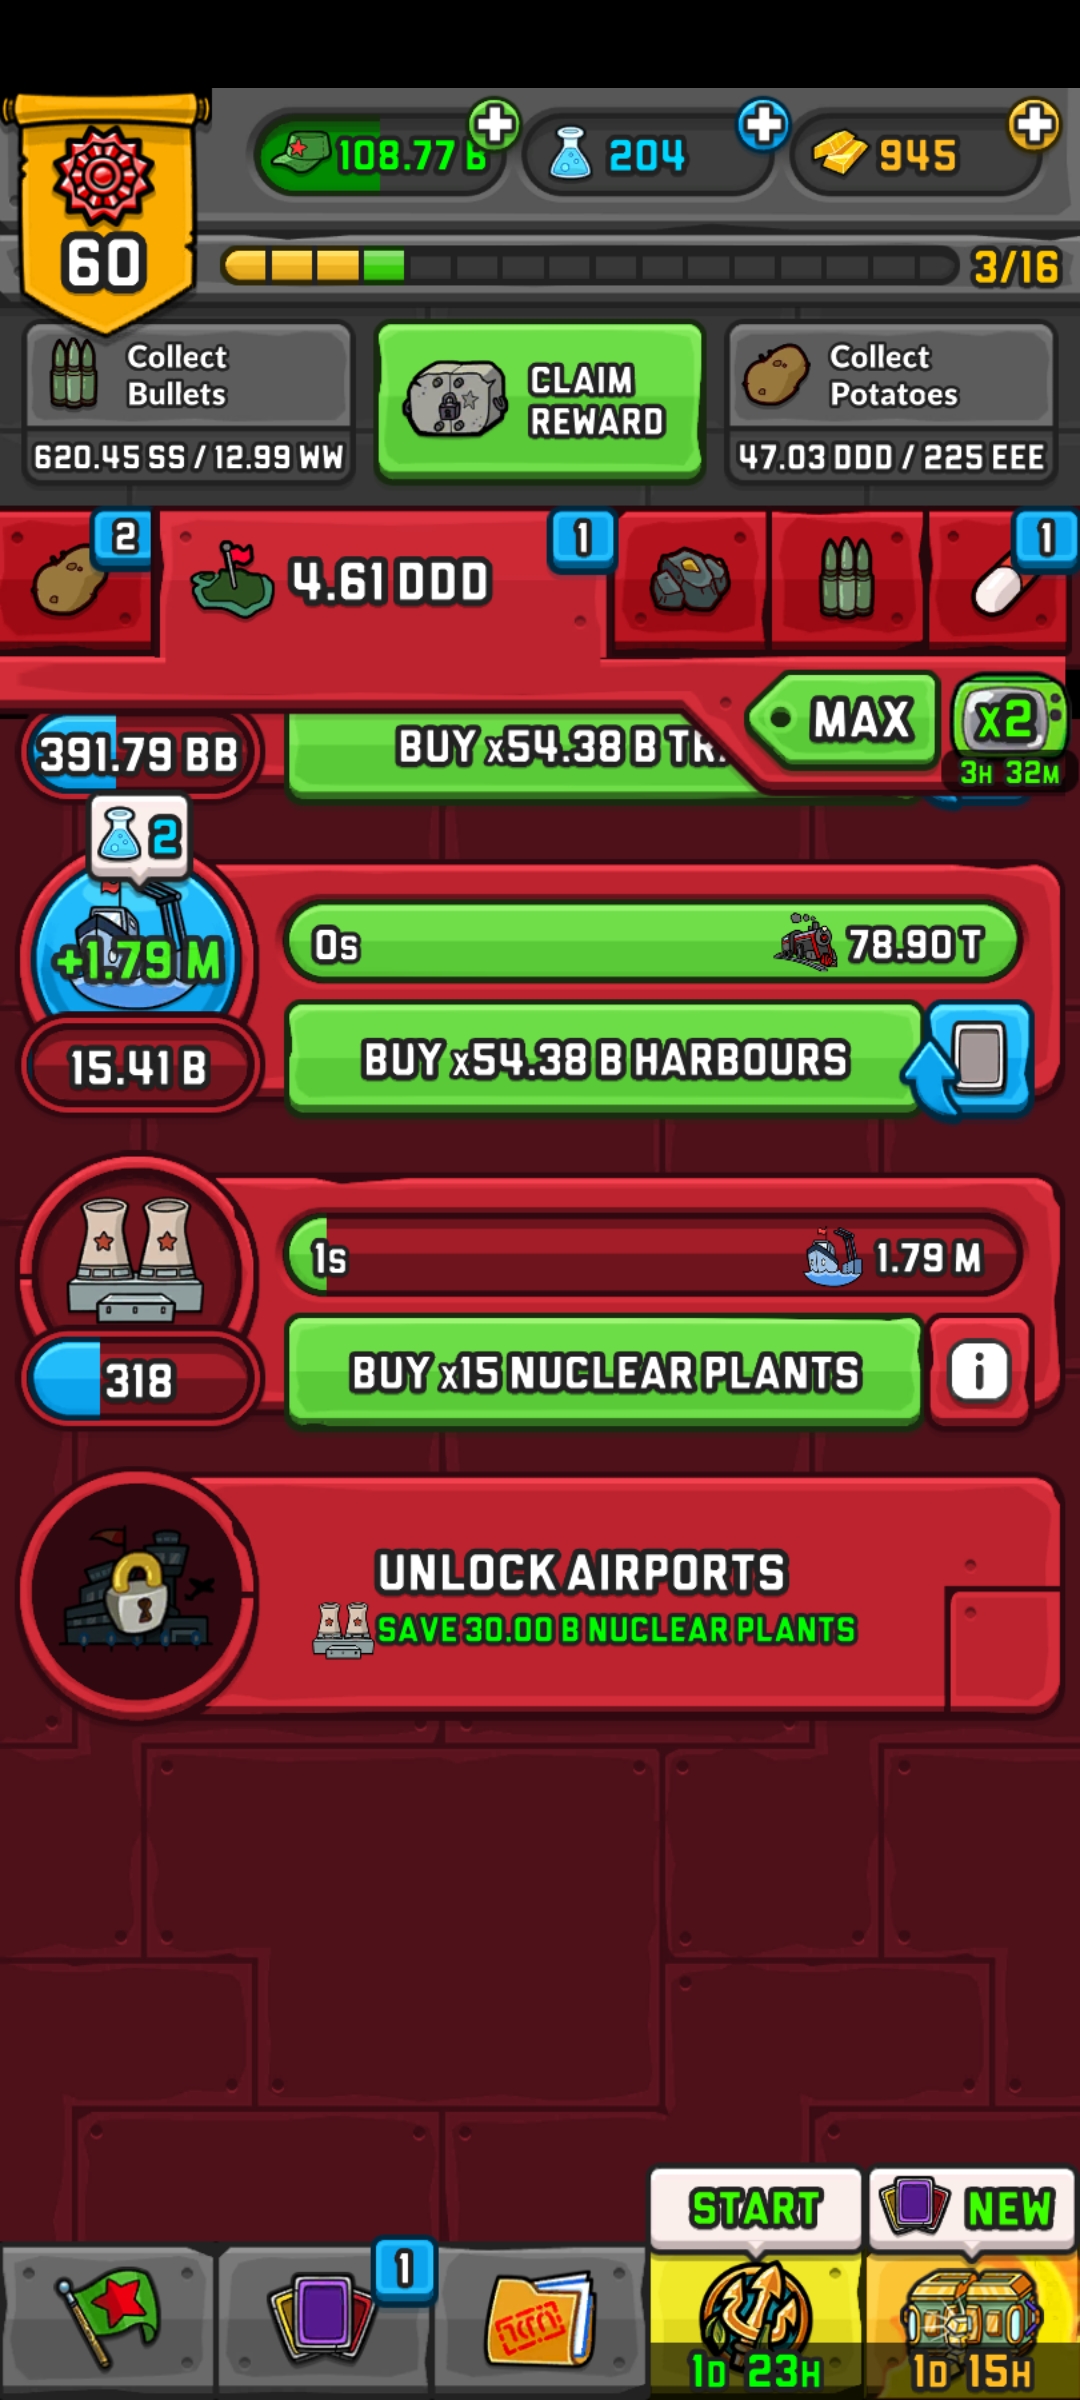 108.77 B
204
945
60
3/16
Collect
Bullets
620.45 SS / 12.99 WW
CLAIM
REWARD
Collect
Potatoes
47.03 DDD / 225 EEE
2
4.61 DDD
1
1
MAX
x2
3H 32M
391.79 BB
BUY x54.38 B
2
+1.79 M
15.41 B
0s
78.90 T
BUY x54.38 B HARBOURS
318
1s
1.79 M
BUY x15 NUCLEAR PLANTS
i
UNLOCK AIRPORTS
SAVE 30.00 B NUCLEAR PLANTS
START
NEW
1
1D 23H
1D 15H